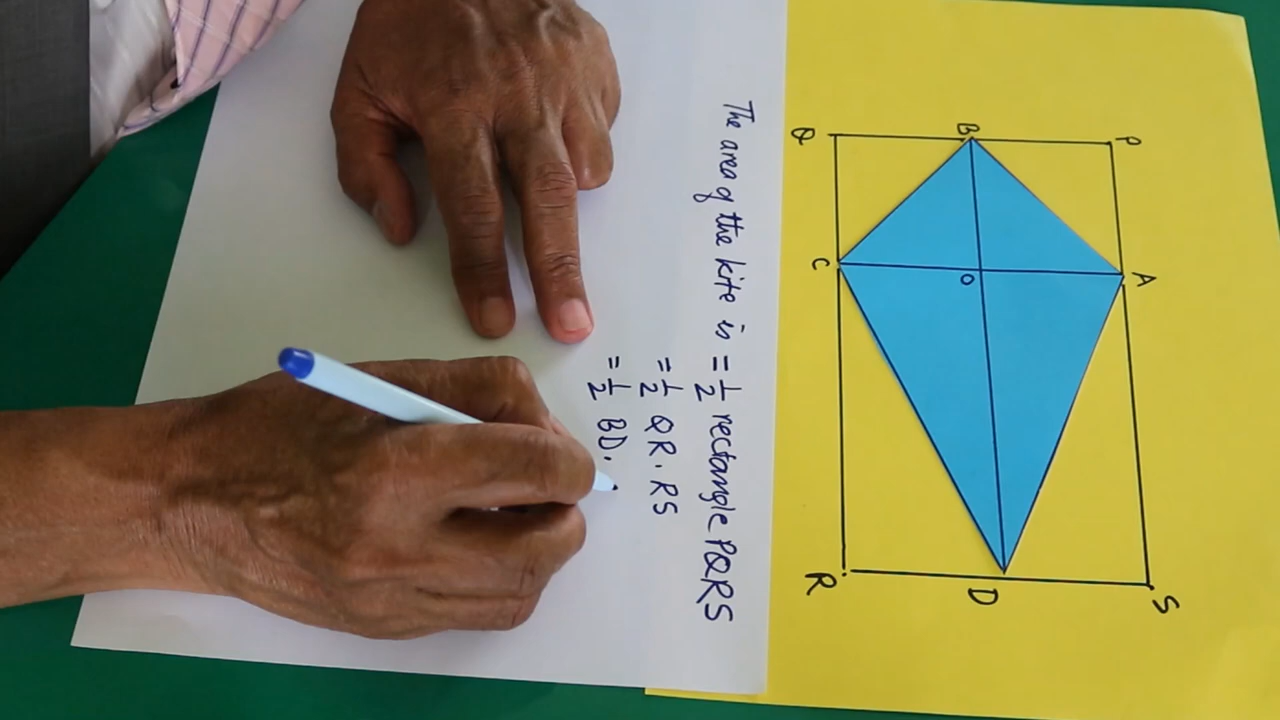 P
A
S
B
O
D
Q
C
R
The area of the kite is = 1/2 rectangle PQRS
= 1/2 QR . RS
= 1/2 BD .